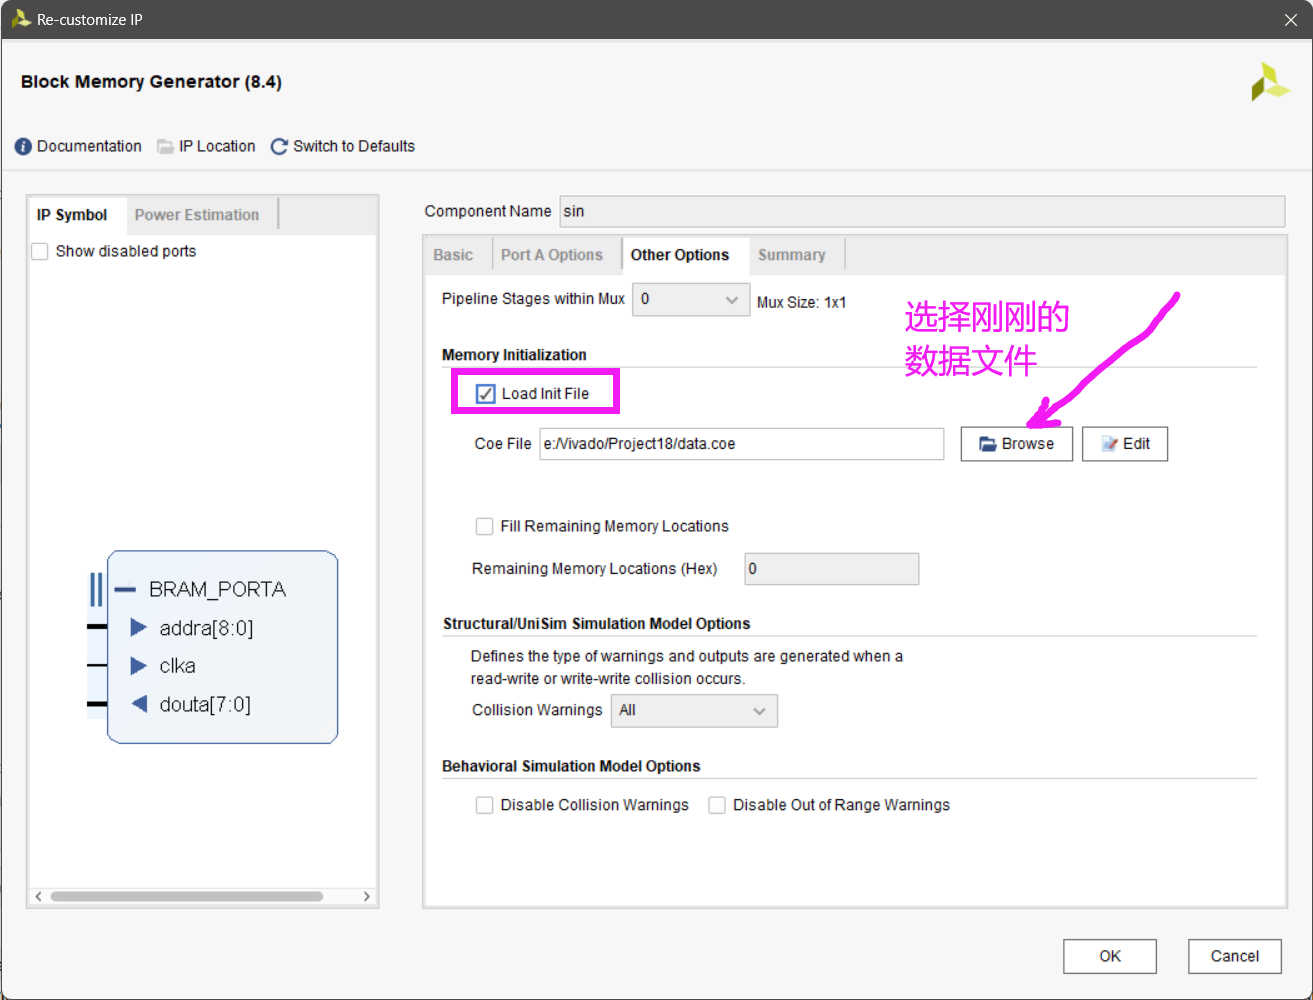 Re-customize IP
Block Memory Generator (8.4)
Documentation IP Location Switch to Defaults
IP Symbol Power Estimation
Show disabled ports
BRAM_PORTA
addra[8:0]
clka
douta[7:0]
Component Name sin
Basic Port A Options Other Options Summary
Pipeline Stages within Mux 0 Mux Size: 1x1
选择刚刚的
数据文件
Memory Initialization
Load Init File
Coe File e:/Vivado/Project18/data.coe Browse Edit
Fill Remaining Memory Locations
Remaining Memory Locations (Hex) 0
Structural/UniSim Simulation Model Options
Defines the type of warnings and outputs are generated when a
read-write or write-write collision occurs.
Collision Warnings All
Behavioral Simulation Model Options
Disable Collision Warnings Disable Out of Range Warnings
OK Cancel